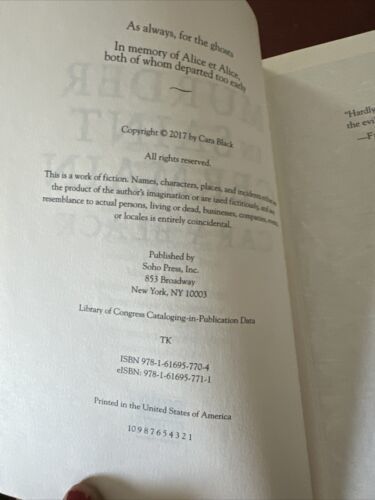 As always, for the ghosts
In memory of Alice et Alice,
both of whom departed too early
Copyright © 2017 by Cara Black
All rights reserved.
This is a work of fiction. Names, characters, places, and incidents either are
the product of the author's imagination or are used fictitiously, and any
resemblance to actual persons, living or dead, businesses, companies, events,
or locales is entirely coincidental.
Published by
Soho Press, Inc.
853 Broadway
New York, NY 10003
Library of Congress Cataloging-in-Publication Data
TK
ISBN 978-1-61695-770-4
eISBN: 978-1-61695-771-1
Printed in the United States of America
10 9 8 7 6 5 4 3 2 1
"Hardly
the evi